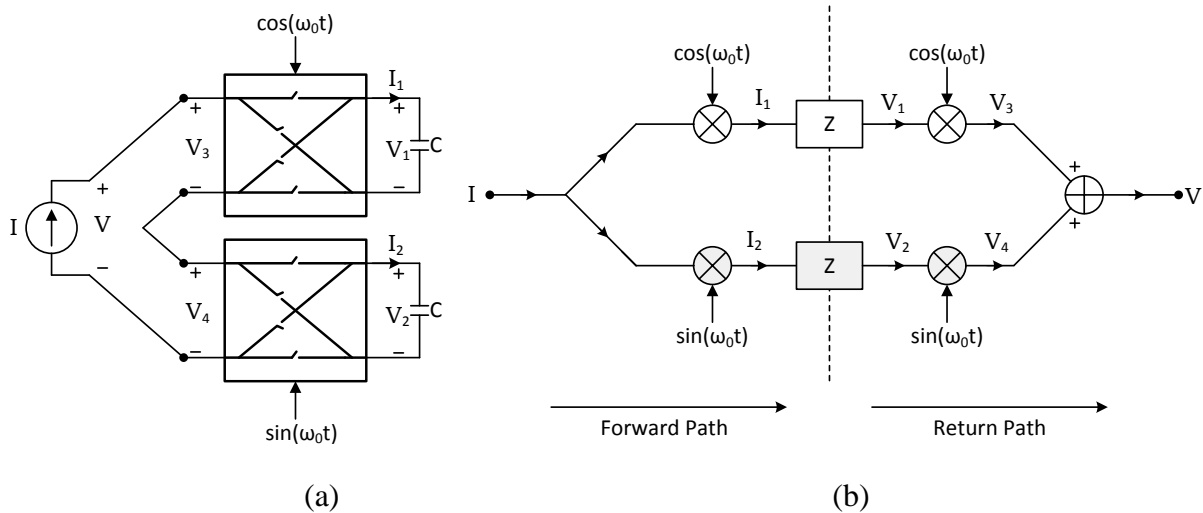 cos(ω₀t)
I₁
+
+
V₃
V₁
C
−
−
+
I
V
−
I₂
+
+
V₄
V₂
C
−
−
sin(ω₀t)
(a)
cos(ω₀t)
cos(ω₀t)
I₁
Z
V₁
V₃
I
+
V
+
I₂
Z
V₂
V₄
sin(ω₀t)
sin(ω₀t)
Forward Path
Return Path
(b)